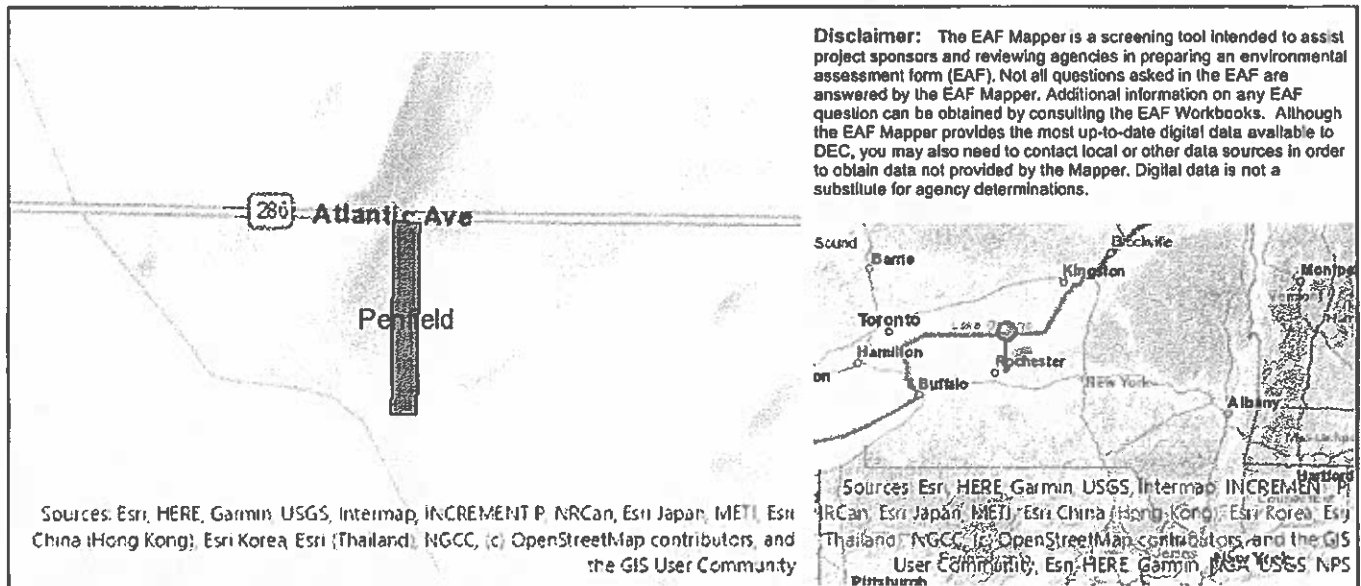 Disclaimer: The EAF Mapper is a screening tool intended to assist
project sponsors and reviewing agencies in preparing an environmental
assessment form (EAF). Not all questions asked in the EAF are
answered by the EAF Mapper. Additional information on any EAF
question can be obtained by consulting the EAF Workbooks. Although
the EAF Mapper provides the most up-to-date digital data available to
DEC, you may also need to contact local or other data sources in order
to obtain data not provided by the Mapper. Digital data is not a
substitute for agency determinations.
286 Atlantic Ave
Penfield
Sources: Esri, HERE, Garmin, USGS, Intermap, INCREMENT P, NRCan, Esri Japan, METI, Esri
China (Hong Kong), Esri Korea, Esri (Thailand), NGCC, (c) OpenStreetMap contributors, and
the GIS User Community
Sound
Barrie
Kingston
Toronto
Hamilton
Rochester
Buffalo
New York
Albany
Hartford
Sources: Esri, HERE, Garmin, USGS, Intermap, INCREMENT P,
NRCan, Esri Japan, METI, Esri China (Hong Kong), Esri Korea, Esri
(Thailand), NGCC, (c) OpenStreetMap contributors, and the GIS
User Community, Esri, HERE, Garmin, NGA, USGS, NPS
Pittsburgh
New York